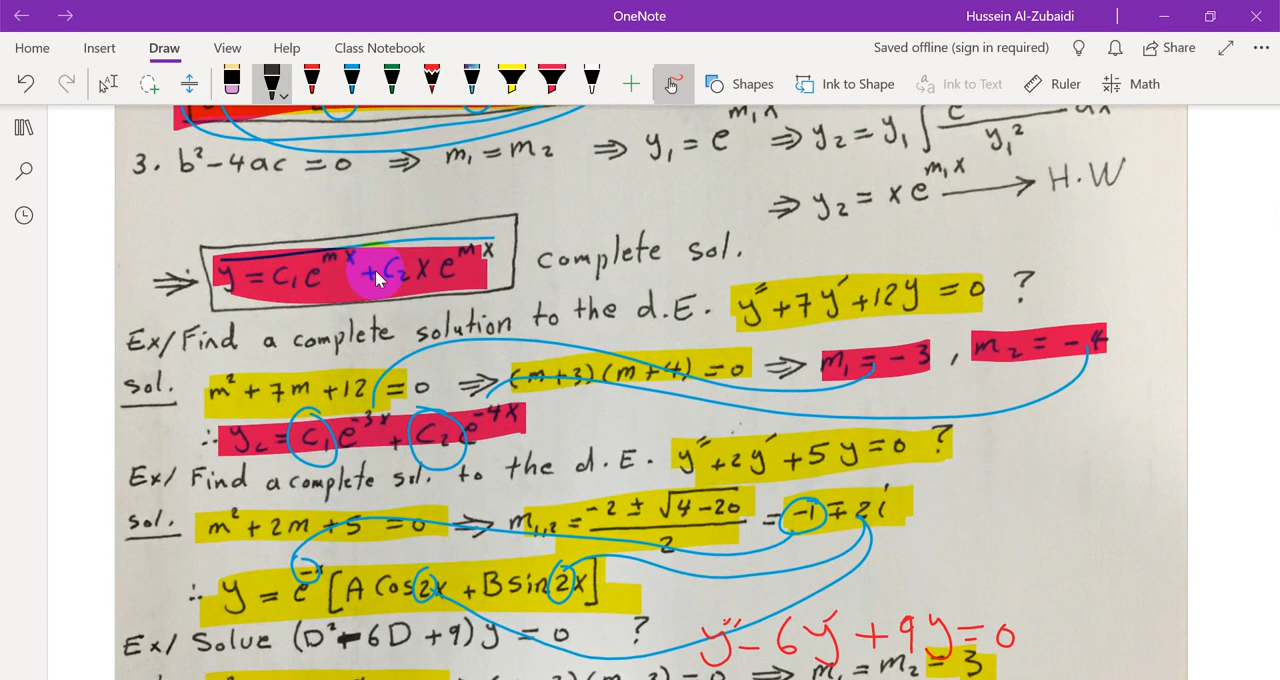 OneNote
Hussein Al-Zubaidi
Home Insert Draw View Help Class Notebook
Saved offline (sign in required) Share
Shapes Ink to Shape Ink to Text Ruler Math
3. b² - 4ac = 0 ⇒ m₁ = m₂ ⇒ y₁ = e^{m₁x} ⇒ y₂ = y₁ ∫ / y₁²
⇒ y₂ = x e^{m₁x} → H.W
⇒ y = c₁e^{mx} + c₂ x e^{mx} complete sol.
Ex/ Find a complete solution to the d.E. y'' + 7y' + 12y = 0 ?
sol. m² + 7m + 12 = 0 ⇒ (m+3)(m+4) = 0 ⇒ m₁ = -3 , m₂ = -4
∴ y_c = c₁e^{-3x} + c₂e^{-4x}
Ex/ Find a complete sol. to the d.E. y'' + 2y' + 5y = 0 ?
sol. m² + 2m + 5 = 0 ⇒ m₁,₂ = (-2 ± √(4-20))/2 = -1 ∓ 2i
∴ y = e^{-x} [A cos 2x + B sin 2x]
Ex/ Solve (D² - 6D + 9) y = 0 ?
y'' - 6y' + 9y = 0
= 0 ⇒ m₁ = m₂ = 3